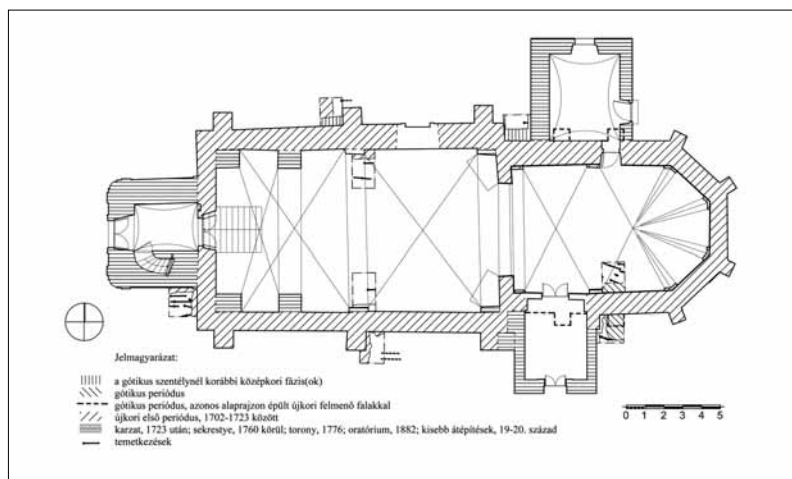 Jelmagyarázat:
a gótikus szentélynél korábbi középkori fázis(ok)
gótikus periódus
gótikus periódus, azonos alaprajzon épült újkori felmenő falakkal
újkori első periódus, 1702-1723 között
karzat, 1723 után; sekrestye, 1760 körül; torony, 1776; oratórium, 1882; kisebb átépítések, 19-20. század
temetkezések
0 1 2 3 4 5